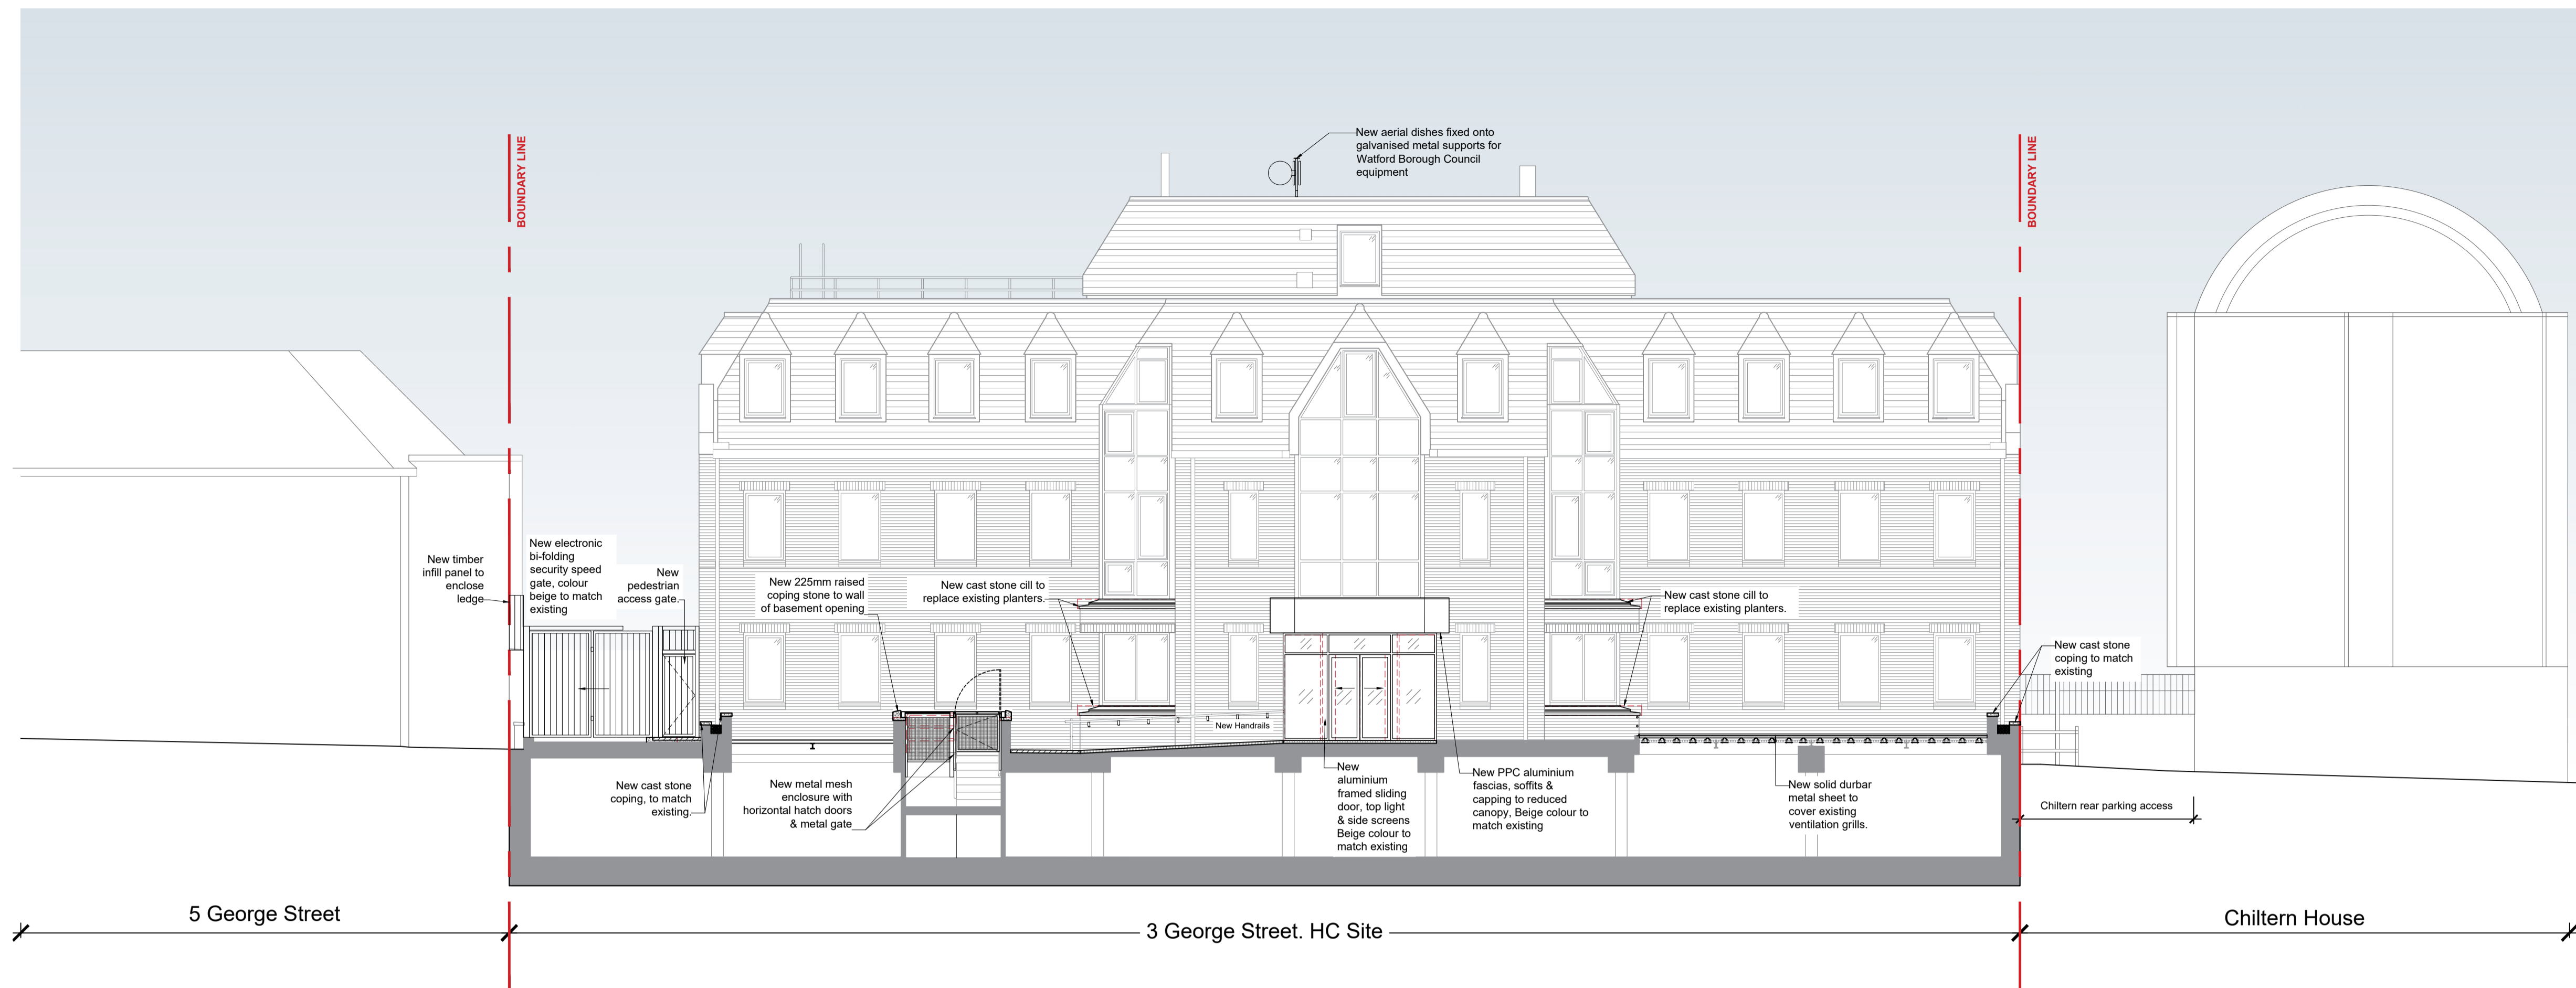 New aerial dishes fixed onto
galvanised metal supports for
Watford Borough Council
equipment
BOUNDARY LINE
BOUNDARY LINE
New timber
infill panel to
enclose
ledge
New electronic
bi-folding
security speed
gate, colour
beige to match
existing
New
pedestrian
access gate.
New 225mm raised
coping stone to wall
of basement opening
New cast stone cill to
replace existing planters.
New cast stone cill to
replace existing planters.
New cast stone
coping to match
existing
New Handrails
New cast stone
coping, to match
existing.
New metal mesh
enclosure with
horizontal hatch doors
& metal gate
New
aluminium
framed sliding
door, top light
& side screens
Beige colour to
match existing
New PPC aluminium
fascias, soffits &
capping to reduced
canopy, Beige colour to
match existing
New solid durbar
metal sheet to
cover existing
ventilation grills.
Chiltern rear parking access
5 George Street
3 George Street. HC Site
Chiltern House